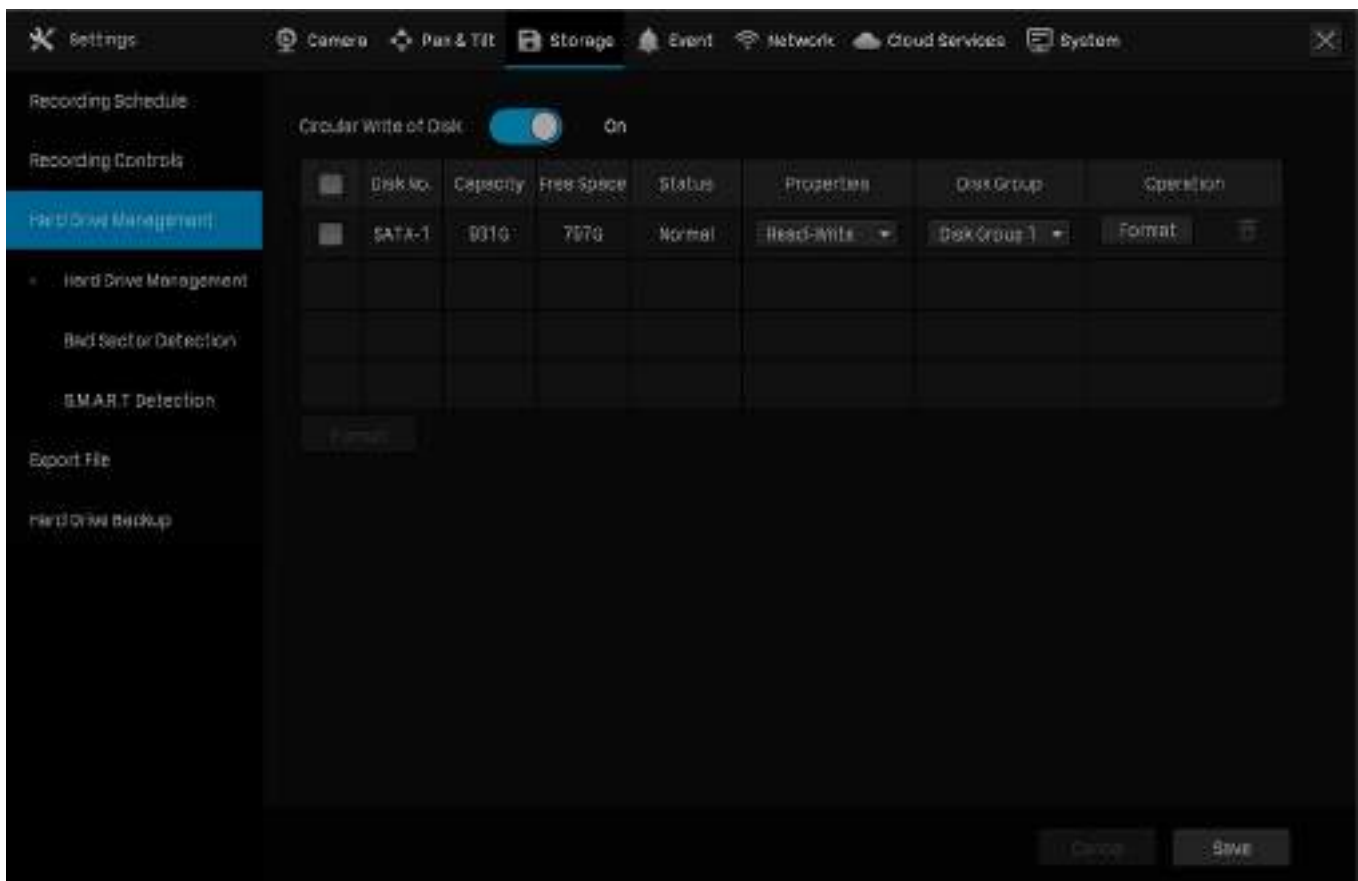 Settings Camera Pan & Tilt Storage Event Network Cloud Services System
Recording Schedule
Circular Write of Disk On
Recording Controls
Disk No. Capacity Free Space Status Properties Disk Group Operation
Hard Drive Management
SATA-1 931G 797G Normal Read-Write Disk Group 1 Format
Hard Drive Management
Bad Sector Detection
S.M.A.R.T Detection
Format
Export File
Hard Drive Backup
Cancel Save